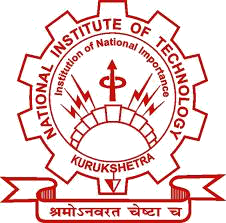 NATIONAL INSTITUTE OF TECHNOLOGY
Institution of National Importance
KURUKSHETRA
श्रमोऽनवरत चेष्टा च